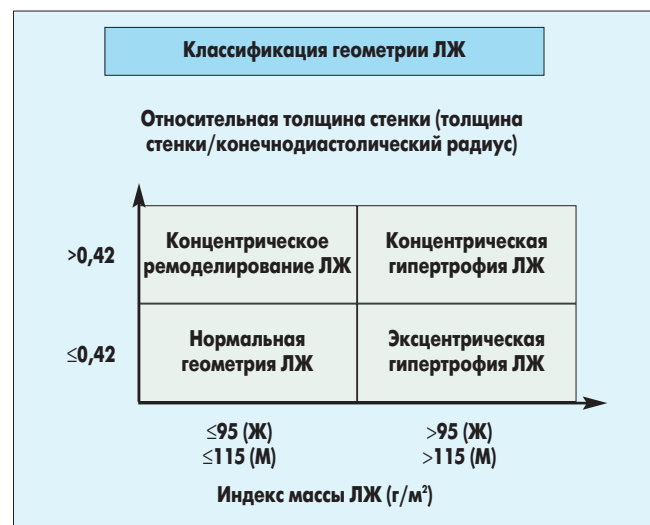 Классификация геометрии ЛЖ
Относительная толщина стенки (толщина
стенки/конечнодиастолический радиус)
>0,42
Концентрическое
ремоделирование ЛЖ
Концентрическая
гипертрофия ЛЖ
≤0,42
Нормальная
геометрия ЛЖ
Эксцентрическая
гипертрофия ЛЖ
≤95 (Ж)
≤115 (М)
>95 (Ж)
>115 (М)
Индекс массы ЛЖ (г/м²)